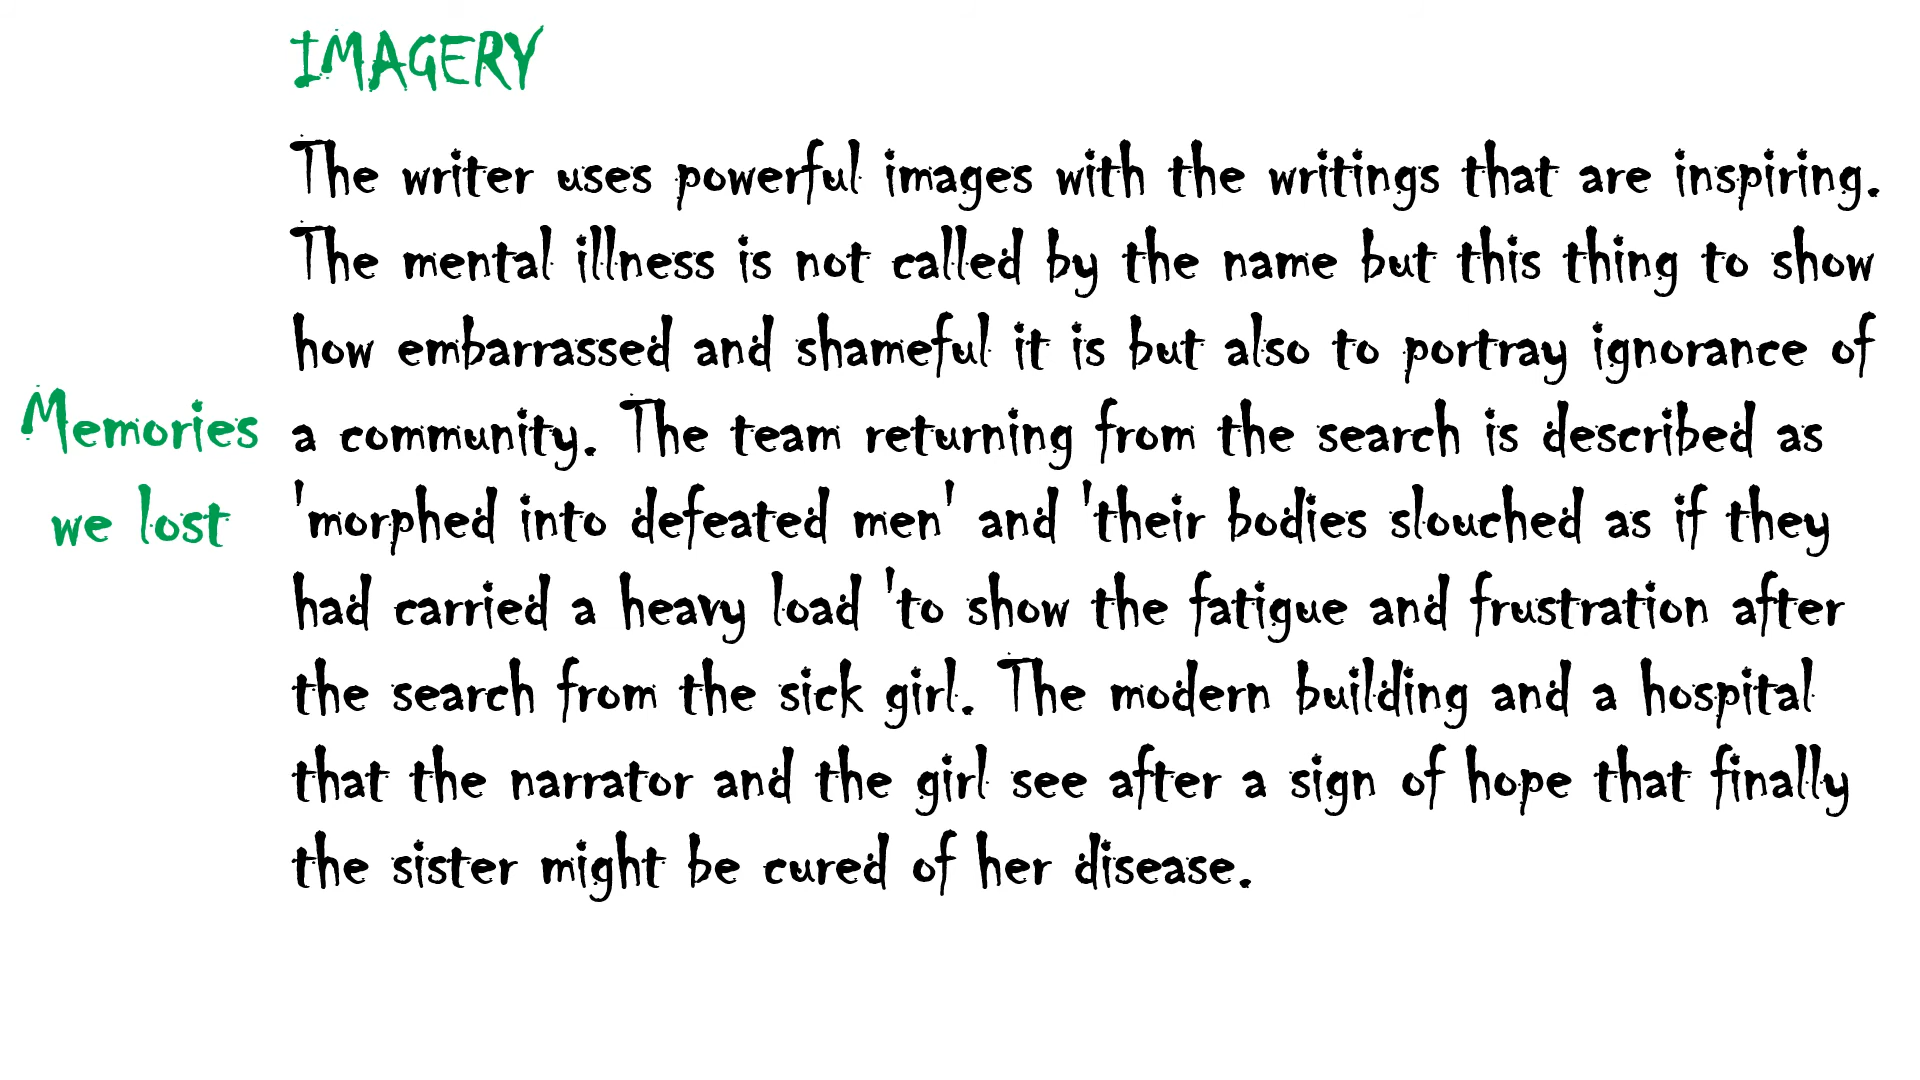 IMAGERY
The writer uses powerful images with the writings that are inspiring.
The mental illness is not called by the name but this thing to show
how embarrassed and shameful it is but also to portray ignorance of
a community. The team returning from the search is described as
'morphed into defeated men' and 'their bodies slouched as if they
had carried a heavy load 'to show the fatigue and frustration after
the search from the sick girl. The modern building and a hospital
that the narrator and the girl see after a sign of hope that finally
the sister might be cured of her disease.
Memories
we lost